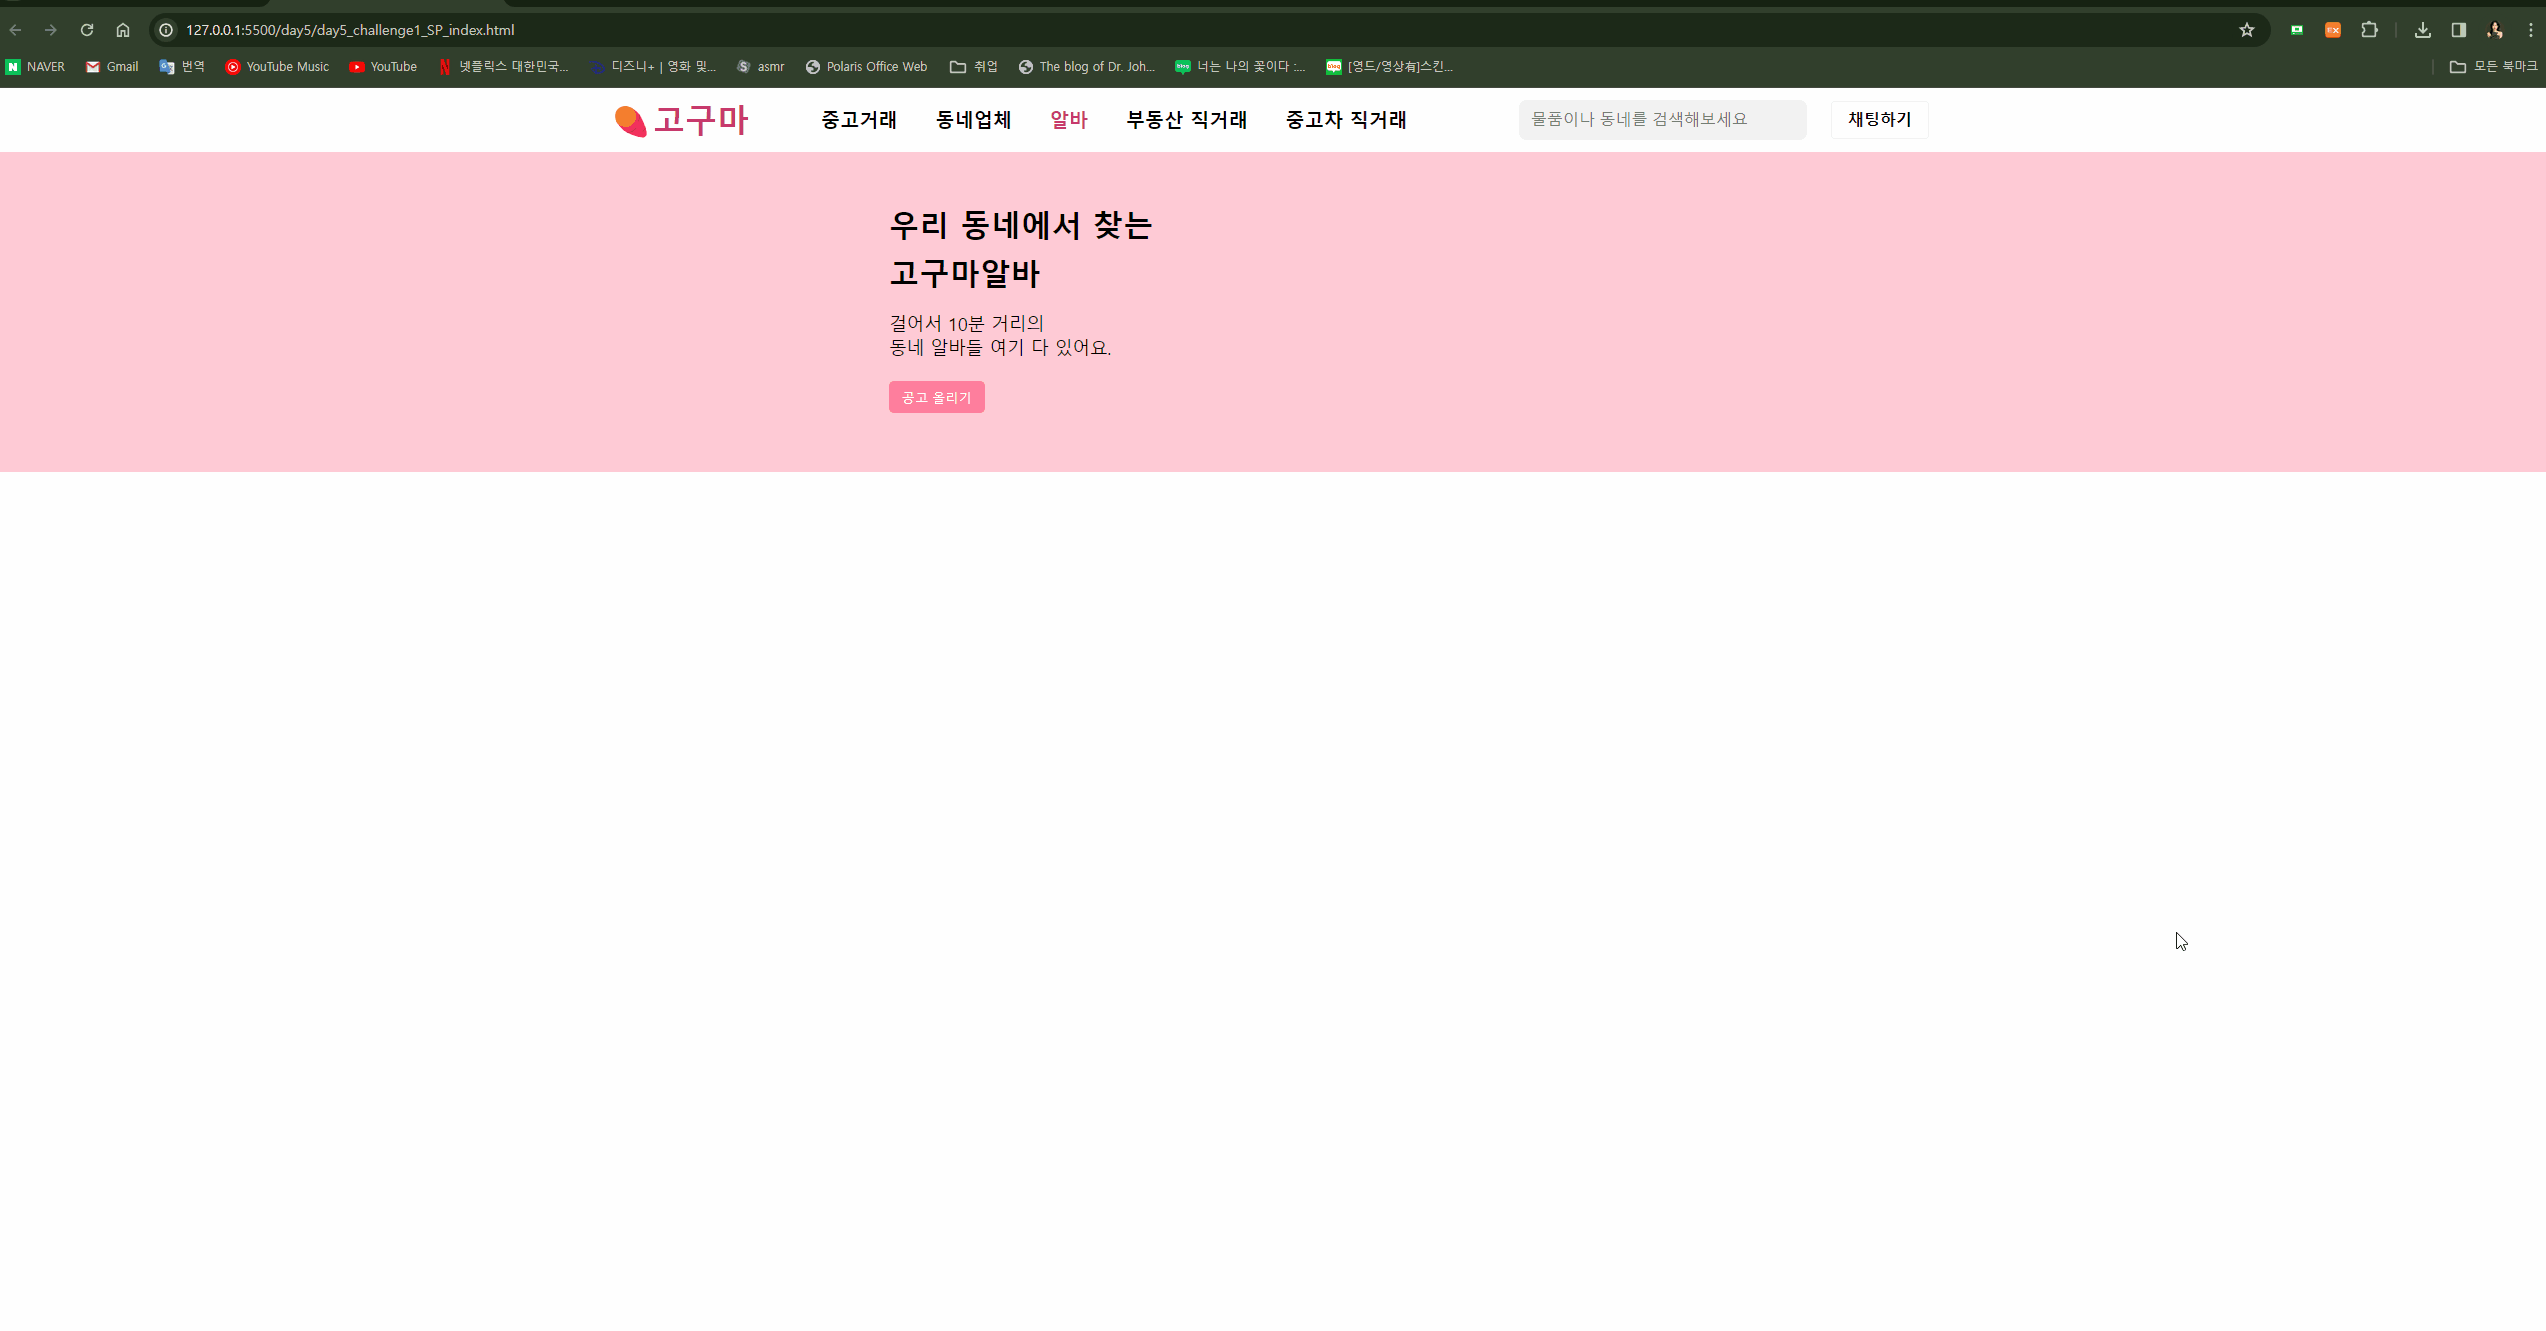 127.0.0.1:5500/day5/day5_challenge1_SP_index.html
NAVER Gmail 번역 YouTube Music YouTube 넷플릭스 대한민국... 디즈니+ | 영화 및... asmr Polaris Office Web 취업 The blog of Dr. Joh... 너는 나의 꽃이다 :... [영드/영상有]스킨... 모든 북마크
고구마 중고거래 동네업체 알바 부동산 직거래 중고차 직거래 물품이나 동네를 검색해보세요 채팅하기
우리 동네에서 찾는
고구마알바
걸어서 10분 거리의
동네 알바들 여기 다 있어요.
공고 올리기